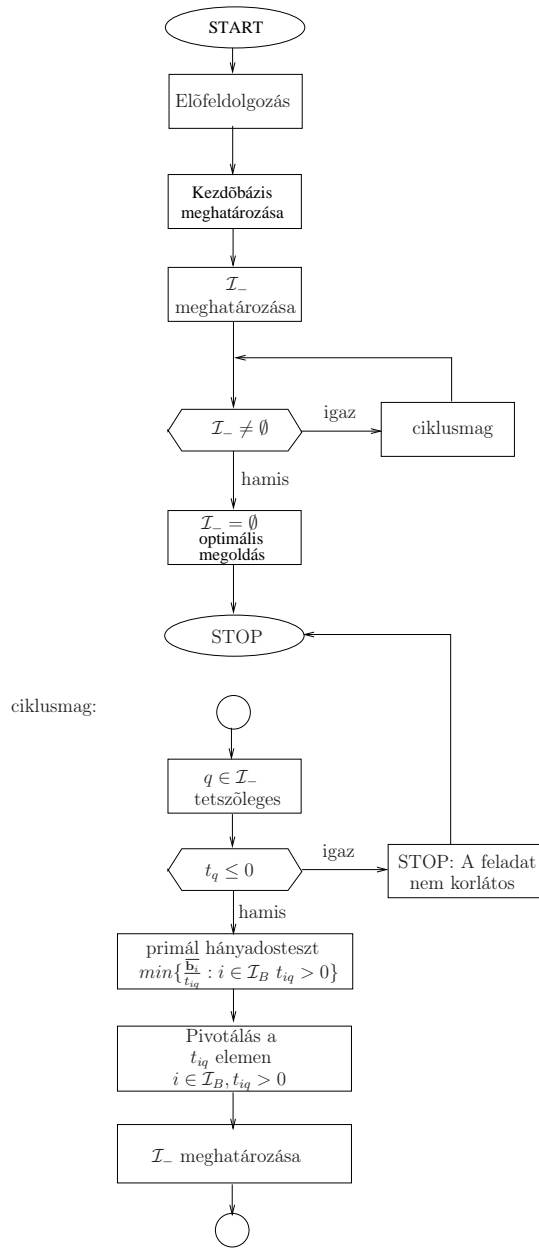 START
Elõfeldolgozás
Kezdõbázis
meghatározása
I₋
meghatározása
I₋ ≠ ∅
igaz
ciklusmag
hamis
I₋ = ∅
optimális
megoldás
STOP
ciklusmag:
q ∈ I₋
tetszõleges
t_q ≤ 0
igaz
STOP: A feladat
nem korlátos
hamis
primál hányadosteszt
min{b̅_i/t_iq : i ∈ I_B t_iq > 0}
Pivotálás a
t_iq elemen
i ∈ I_B, t_iq > 0
I₋ meghatározása